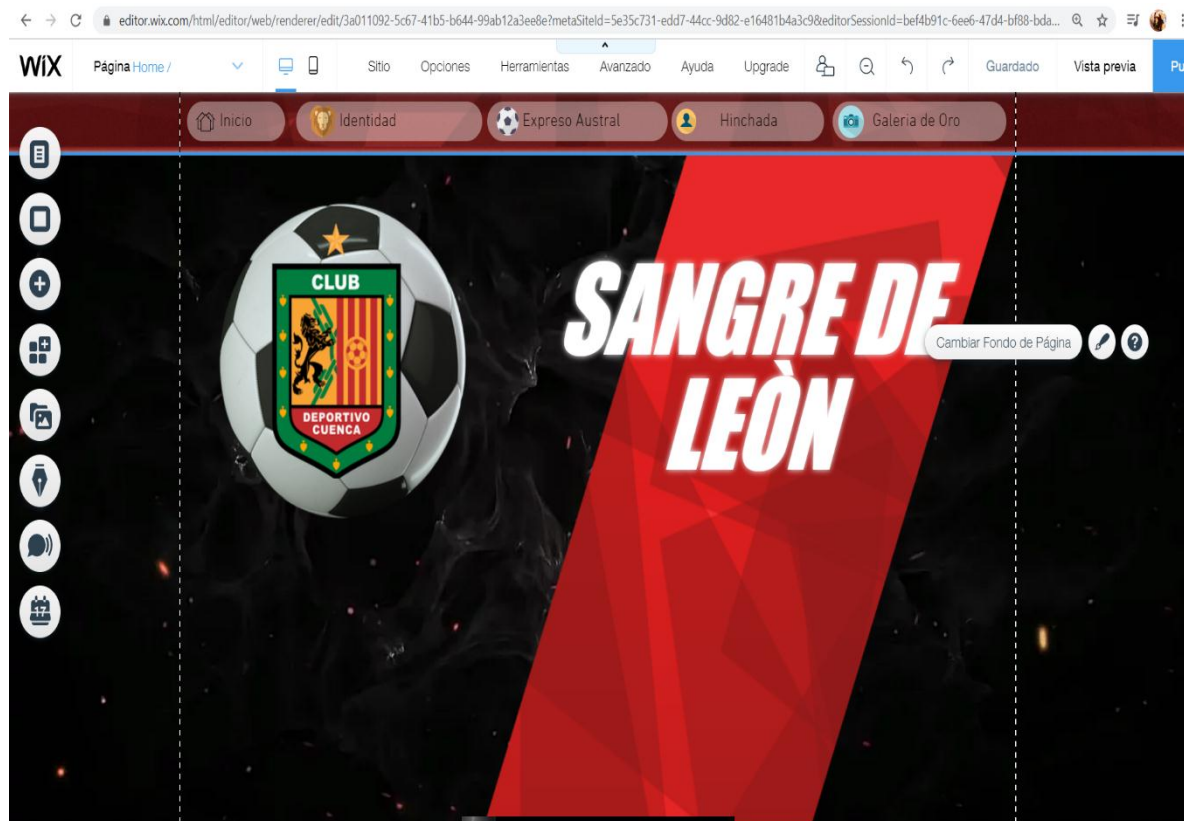 editor.wix.com/html/editor/web/renderer/edit/3a011092-5c67-41b5-b644-99ab12a3ee8e?metaSiteId=5e35c731-edd7-44cc-9d82-e16481b4a3c9&editorSessionId=bef4b91c-6ee6-47d4-bf88-bda...
WiX Página Home / Sitio Opciones Herramientas Avanzado Ayuda Upgrade Guardado Vista previa Pu
Inicio Identidad Expreso Austral Hinchada Galeria de Oro
CLUB
DEPORTIVO
CUENCA
SANGRE DE
LEÒN
Cambiar Fondo de Página ?
17